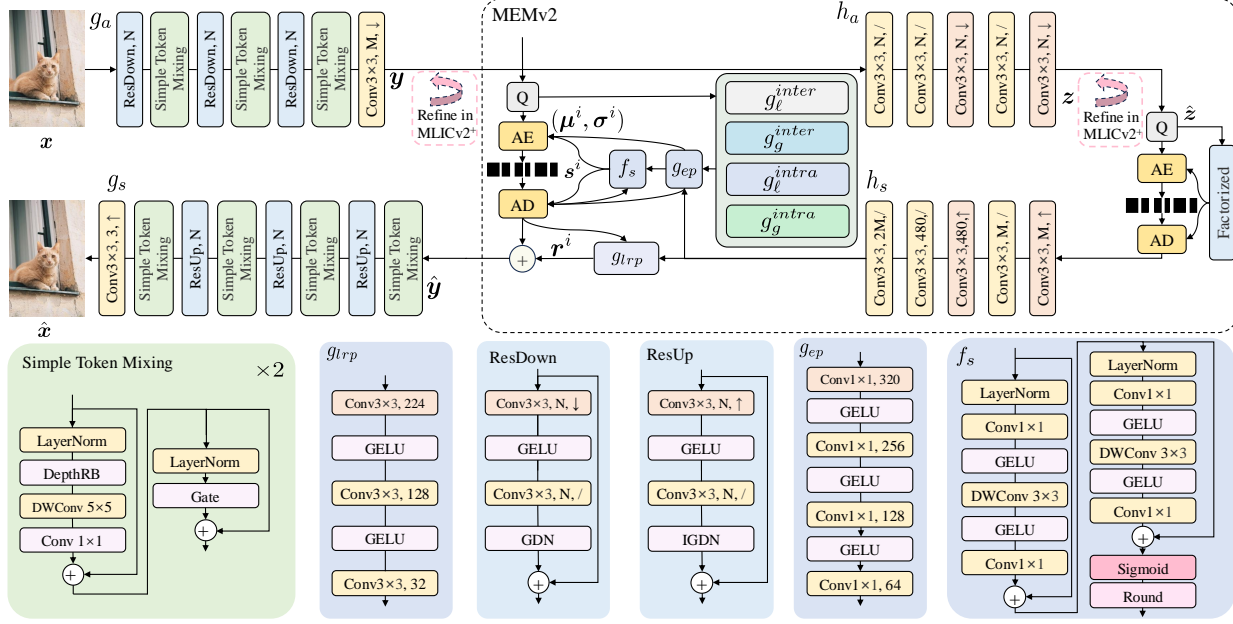 g_a
x
ResDown, N
Simple Token
Mixing
ResDown, N
Simple Token
Mixing
ResDown, N
Simple Token
Mixing
Conv3×3, M, ↓
y
Refine in
MLICv2⁺
MEMv2
Q
AE
(μ^i, σ^i)
s^i
AD
+
r^i
f_s
g_ep
g_lrp
g_ℓ^inter
g_g^inter
g_ℓ^intra
g_g^intra
h_a
Conv3×3, N, /
Conv3×3, N, /
Conv3×3, N, ↓
Conv3×3, N, /
Conv3×3, N, ↓
z
Refine in
MLICv2⁺
Q
ẑ
AE
AD
Factorized
h_s
Conv3×3, 2M,/
Conv3×3, 480,/
Conv3×3,480,↑
Conv3×3, M, /
Conv3×3, M, ↑
g_s
x̂
Conv3×3, 3, ↑
Simple Token
Mixing
ResUp, N
Simple Token
Mixing
ResUp, N
Simple Token
Mixing
ResUp, N
Simple Token
Mixing
ŷ
Simple Token Mixing
×2
LayerNorm
DepthRB
DWConv 5×5
Conv 1×1
+
LayerNorm
Gate
+
g_lrp
Conv3×3, 224
GELU
Conv3×3, 128
GELU
Conv3×3, 32
ResDown
Conv3×3, N, ↓
GELU
Conv3×3, N, /
GDN
+
ResUp
Conv3×3, N, ↑
GELU
Conv3×3, N, /
IGDN
+
g_ep
Conv1×1, 320
GELU
Conv1×1, 256
GELU
Conv1×1, 128
GELU
Conv1×1, 64
f_s
LayerNorm
Conv1×1
GELU
DWConv 3×3
GELU
Conv1×1
+
LayerNorm
Conv1×1
GELU
DWConv 3×3
GELU
Conv1×1
+
Sigmoid
Round